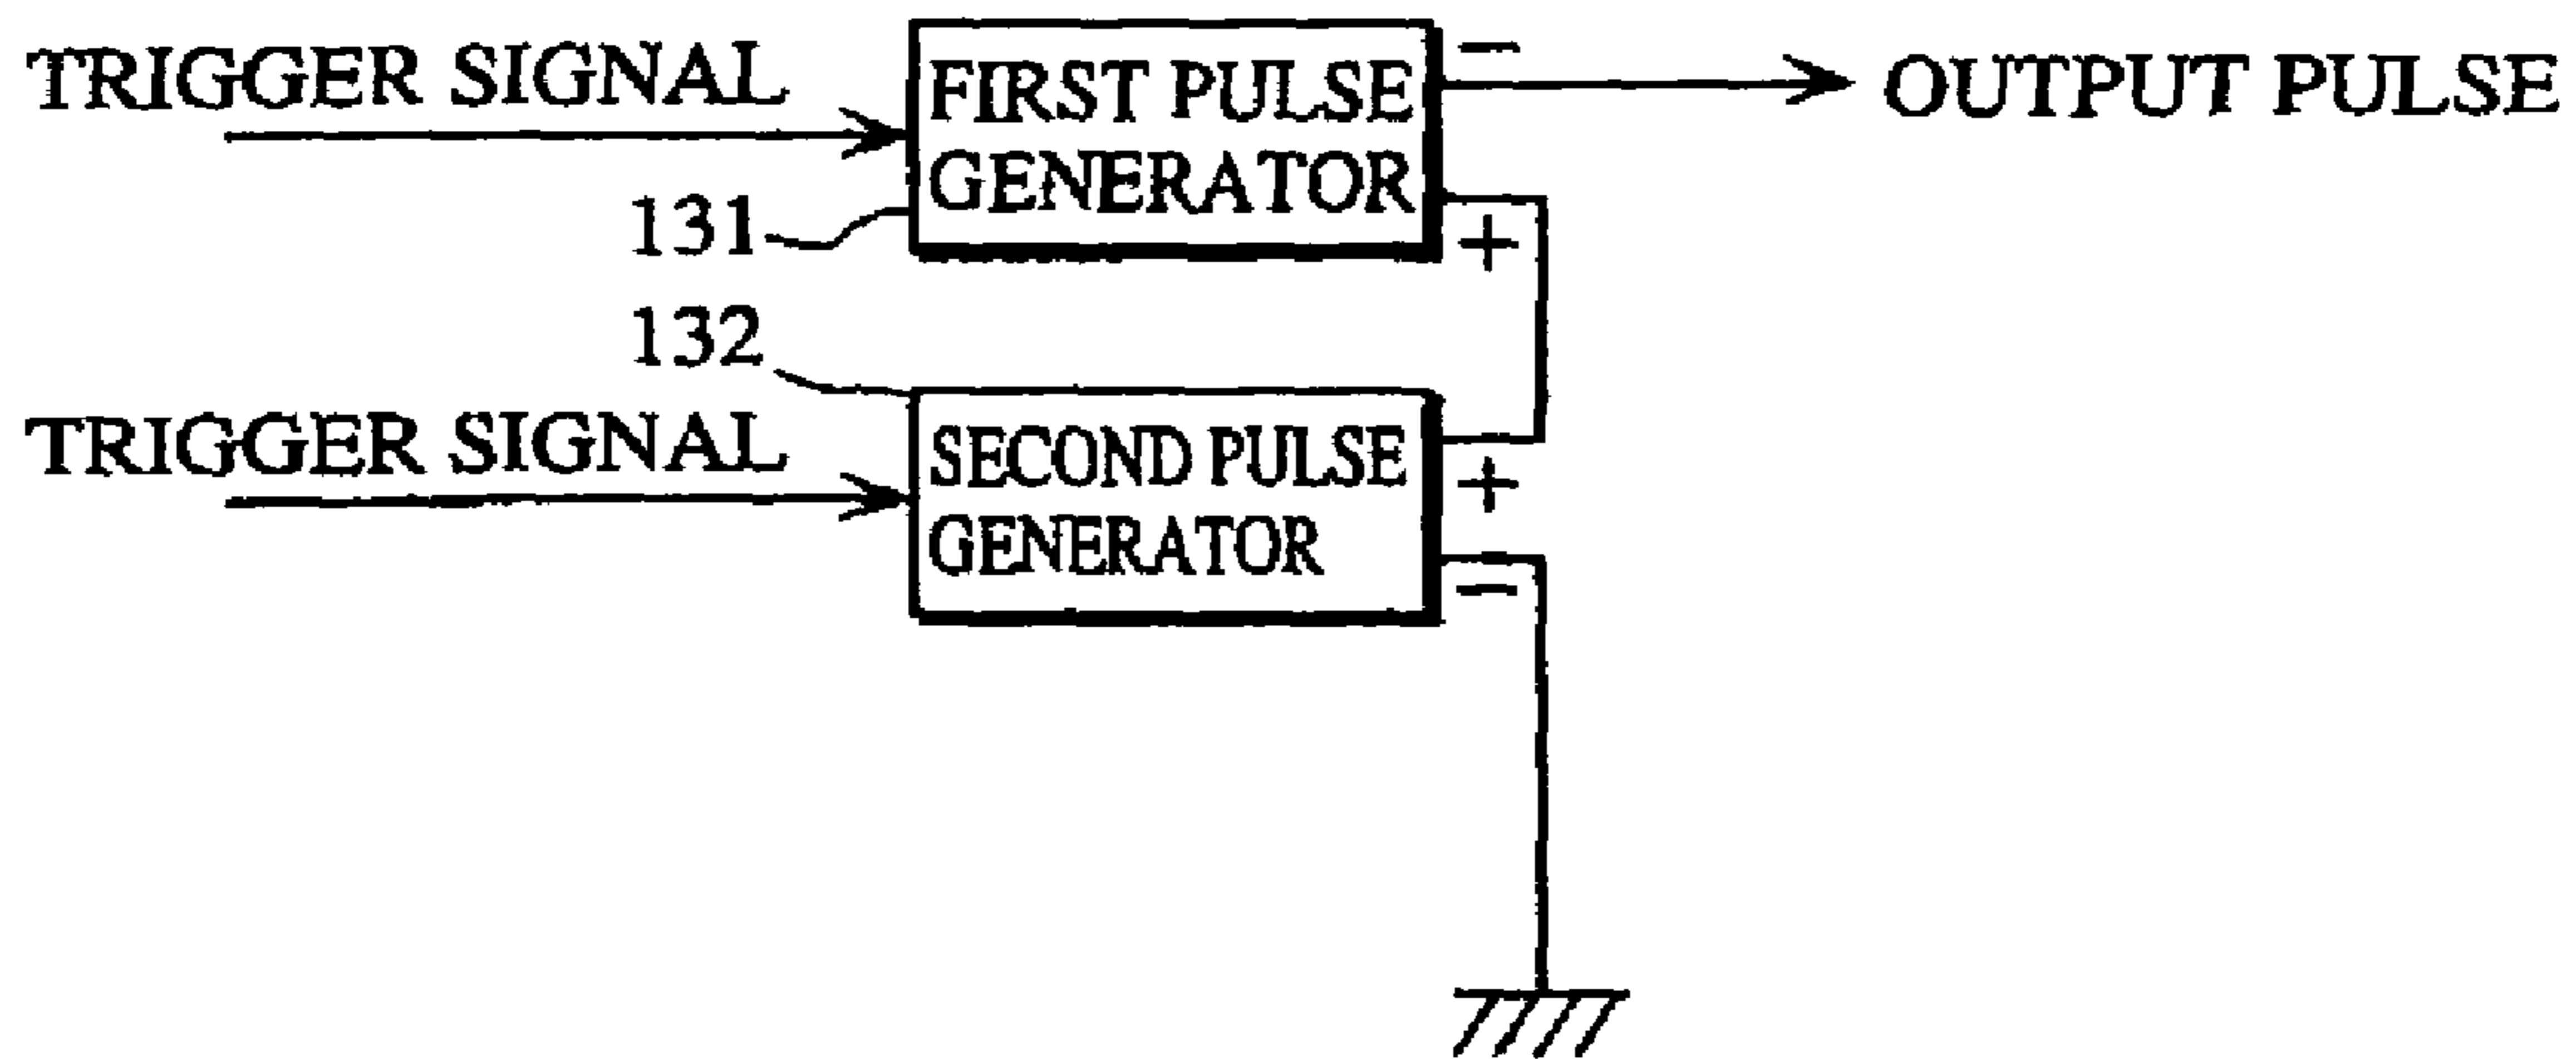 TRIGGER SIGNAL
FIRST PULSE
GENERATOR
−
+
OUTPUT PULSE
131
132
TRIGGER SIGNAL
SECOND PULSE
GENERATOR
+
−